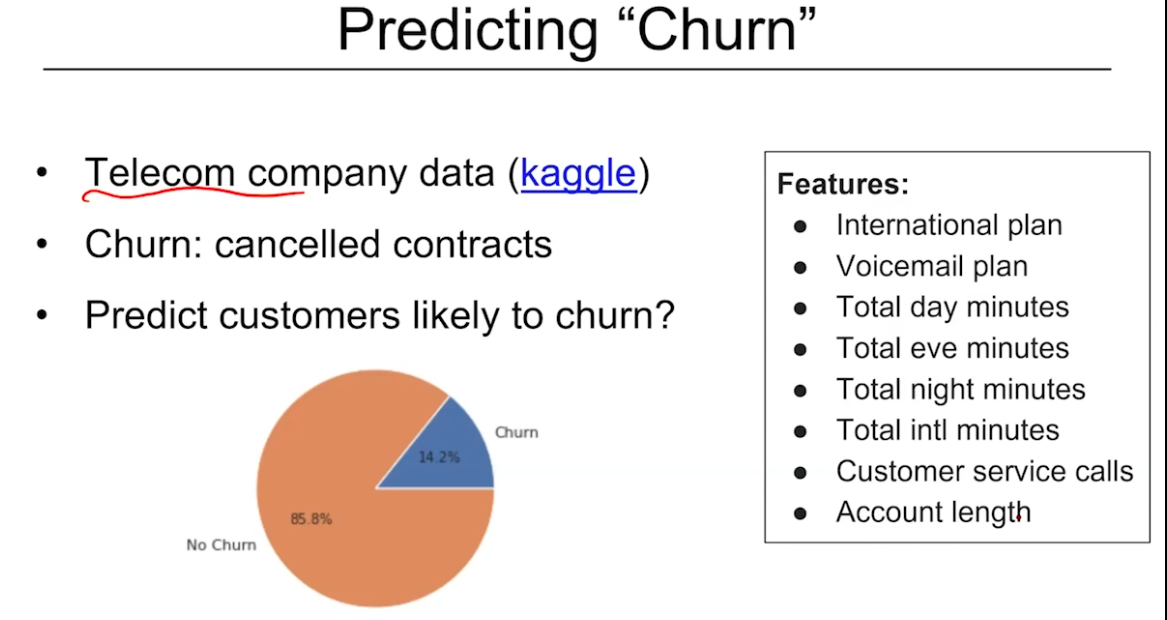 Predicting “Churn”
• Telecom company data (kaggle)
• Churn: cancelled contracts
• Predict customers likely to churn?
Churn
14.2%
85.8%
No Churn
Features:
● International plan
● Voicemail plan
● Total day minutes
● Total eve minutes
● Total night minutes
● Total intl minutes
● Customer service calls
● Account length